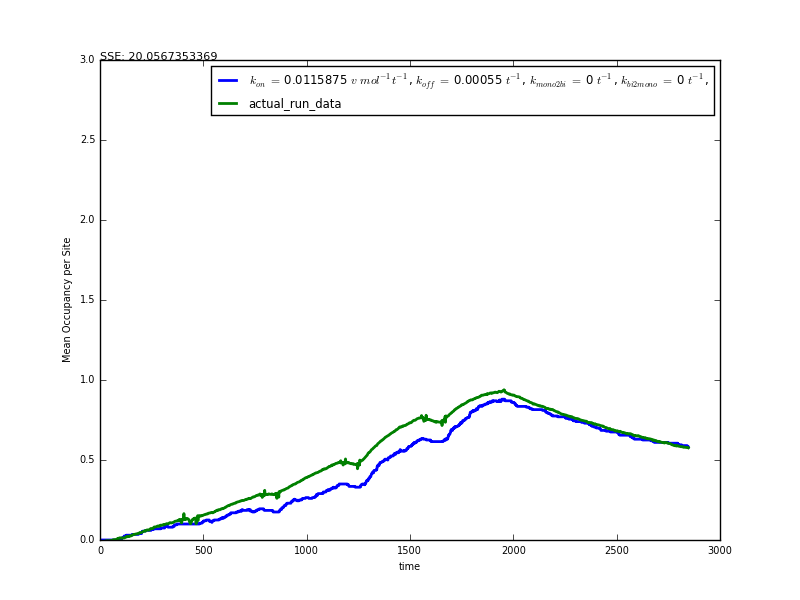 SSE: 20.0567353369
3.0
k_on = 0.0115875 v mol^−1 t^−1, k_off = 0.00055 t^−1, k_mono2bi = 0 t^−1, k_bi2mono = 0 t^−1,
actual_run_data
2.5
2.0
1.5
1.0
0.5
0.0
Mean Occupancy per Site
0 500 1000 1500 2000 2500 3000
time